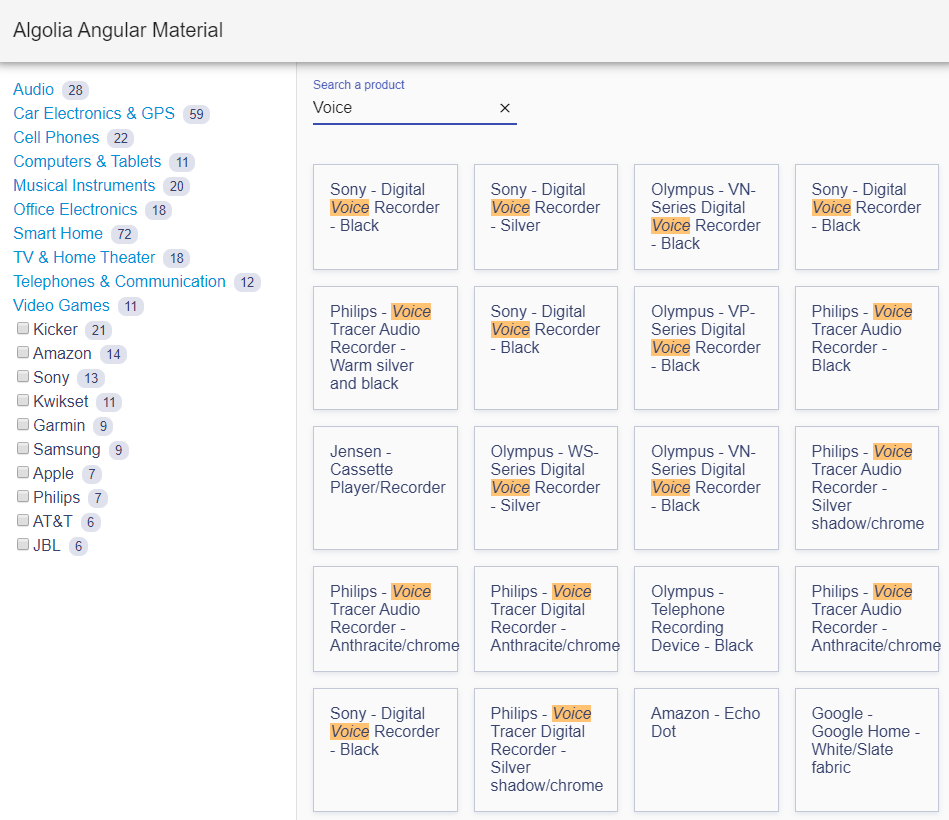 Algolia Angular Material
Audio 28
Car Electronics & GPS 59
Cell Phones 22
Computers & Tablets 11
Musical Instruments 20
Office Electronics 18
Smart Home 72
TV & Home Theater 18
Telephones & Communication 12
Video Games 11
Kicker 21
Amazon 14
Sony 13
Kwikset 11
Garmin 9
Samsung 9
Apple 7
Philips 7
AT&T 6
JBL 6
Search a product
Voice ×
Sony - Digital
Voice Recorder
- Black
Sony - Digital
Voice Recorder
- Silver
Olympus - VN-
Series Digital
Voice Recorder
- Black
Sony - Digital
Voice Recorder
- Black
Philips - Voice
Tracer Audio
Recorder -
Warm silver
and black
Sony - Digital
Voice Recorder
- Black
Olympus - VP-
Series Digital
Voice Recorder
- Black
Philips - Voice
Tracer Audio
Recorder -
Black
Jensen -
Cassette
Player/Recorder
Olympus - WS-
Series Digital
Voice Recorder
- Silver
Olympus - VN-
Series Digital
Voice Recorder
- Black
Philips - Voice
Tracer Audio
Recorder -
Silver
shadow/chrome
Philips - Voice
Tracer Audio
Recorder -
Anthracite/chrome
Philips - Voice
Tracer Digital
Recorder -
Anthracite/chrome
Olympus -
Telephone
Recording
Device - Black
Philips - Voice
Tracer Audio
Recorder -
Anthracite/chrome
Sony - Digital
Voice Recorder
- Black
Philips - Voice
Tracer Digital
Recorder -
Silver
shadow/chrome
Amazon - Echo
Dot
Google -
Google Home -
White/Slate
fabric